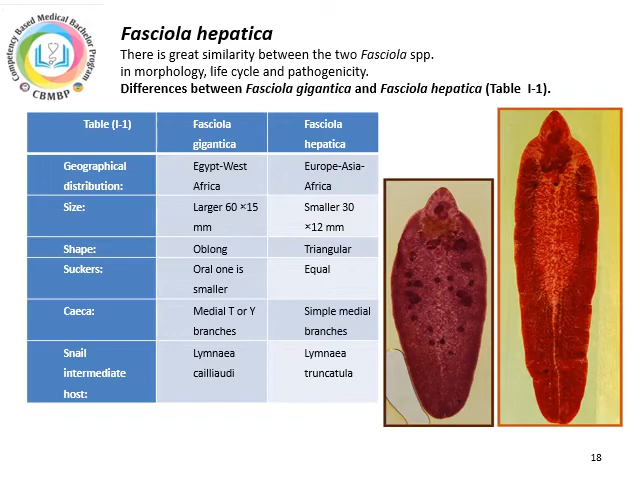 Competency Based Medical Bachelor Program
CBMBP
Fasciola hepatica
There is great similarity between the two Fasciola spp.
in morphology, life cycle and pathogenicity.
Differences between Fasciola gigantica and Fasciola hepatica (Table I-1).
Table (I-1) Fasciola Fasciola
gigantica hepatica
Geographical Egypt-West Europe-Asia-
distribution: Africa Africa
Size: Larger 60 ×15 Smaller 30
mm ×12 mm
Shape: Oblong Triangular
Suckers: Oral one is Equal
smaller
Caeca: Medial T or Y Simple medial
branches branches
Snail Lymnaea Lymnaea
intermediate cailliaudi truncatula
host:
18